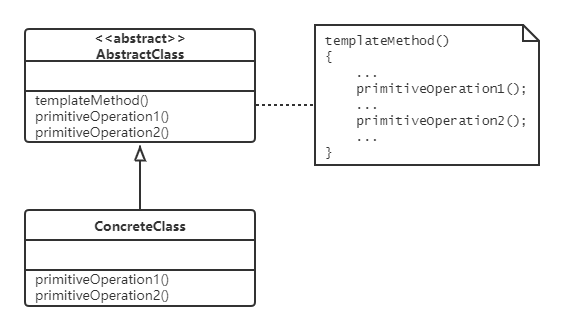 <<abstract>>
AbstractClass
templateMethod()
primitiveOperation1()
primitiveOperation2()
templateMethod()
{
...
primitiveOperation1();
...
primitiveOperation2();
...
}
ConcreteClass
primitiveOperation1()
primitiveOperation2()